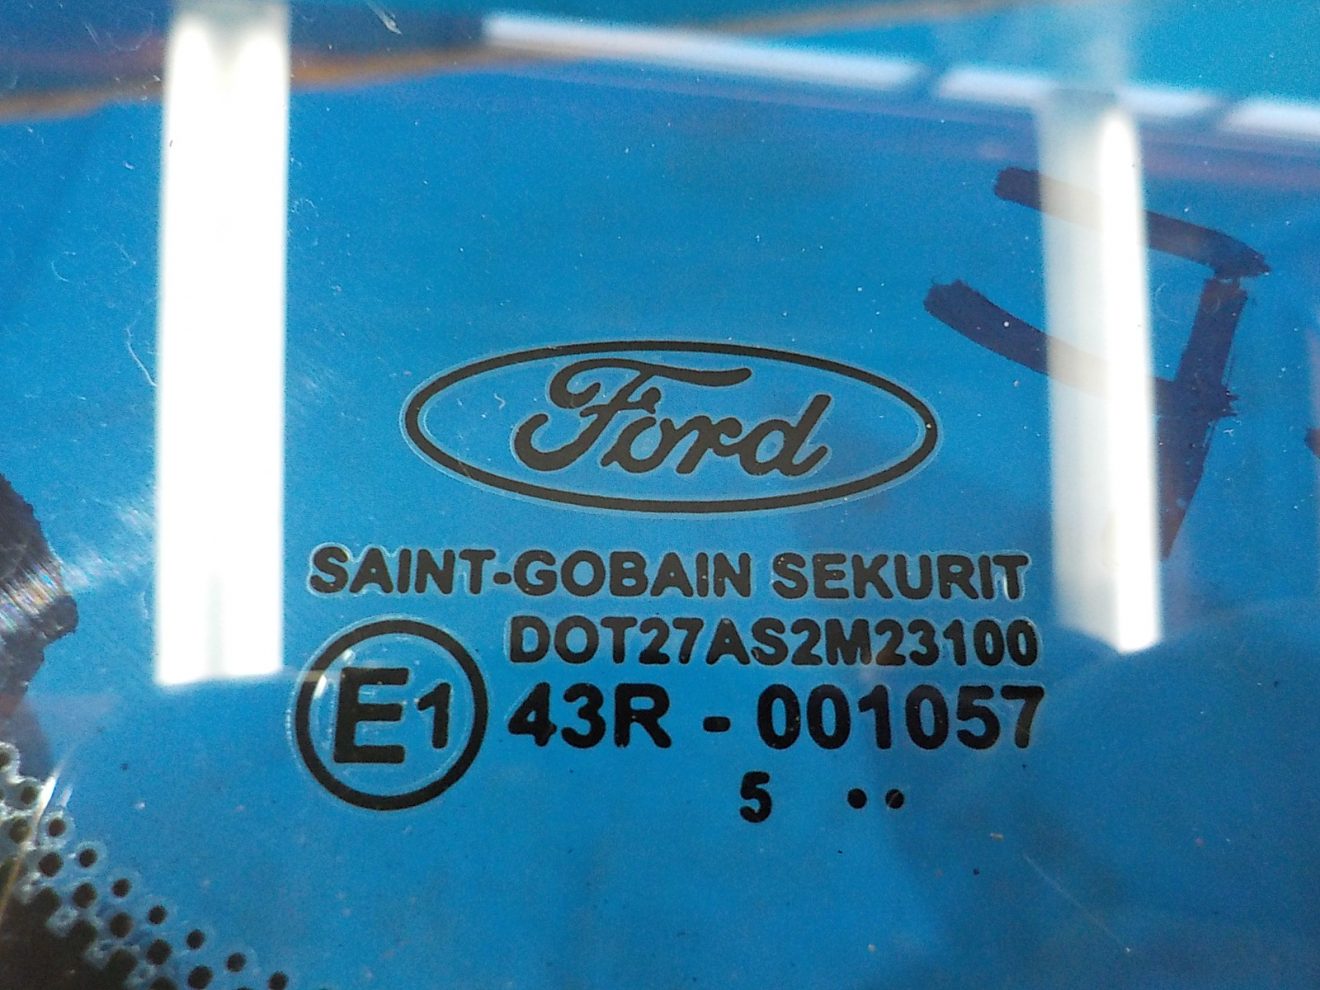 Ford
SAINT-GOBAIN SEKURIT
DOT27AS2M23100
E1 43R - 001057
5 ••